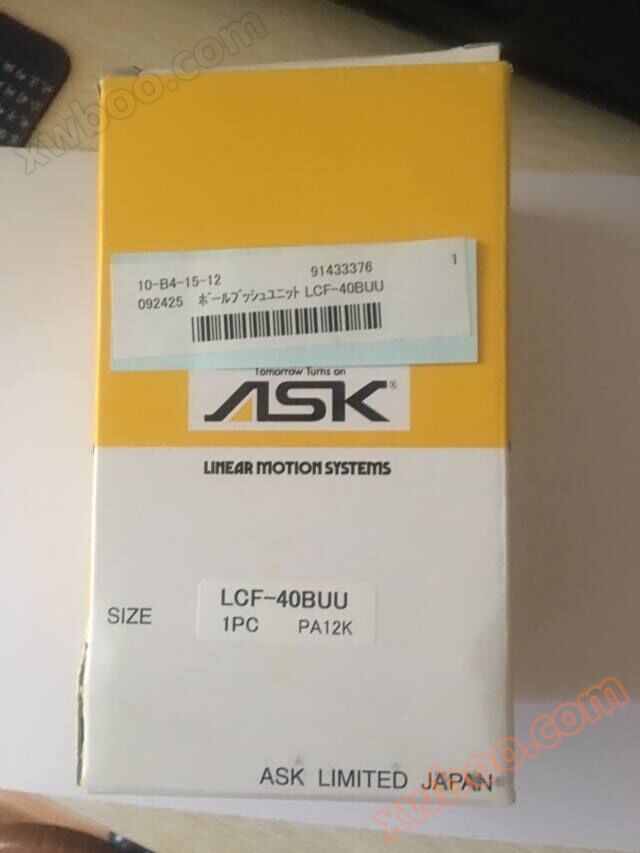 xwboo.com
10-B4-15-12 91433376 1
092425 ﾎﾞｰﾙﾌﾞｯｼｭﾕﾆｯﾄ LCF-40BUU
Tomorrow Turns on
ASK®
LINEAR MOTION SYSTEMS
LCF-40BUU
SIZE
1PC PA12K
xwboo.com
ASK LIMITED JAPAN